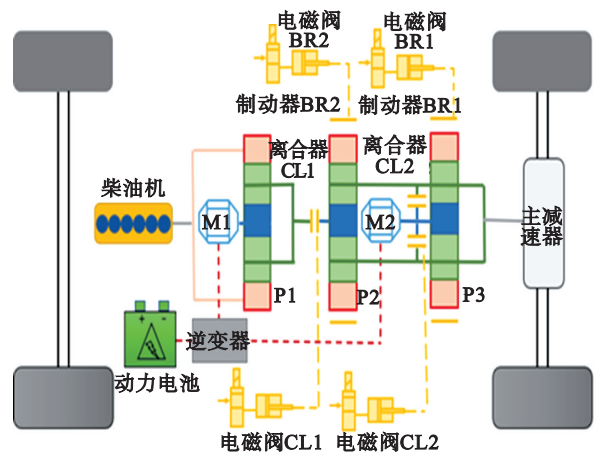 电磁阀
BR2
电磁阀
BR1
制动器BR2
制动器BR1
离合器
CL1
离合器
CL2
柴油机
M1
M2
主减
速器
P1
P2
P3
逆变器
动力电池
电磁阀CL1
电磁阀CL2